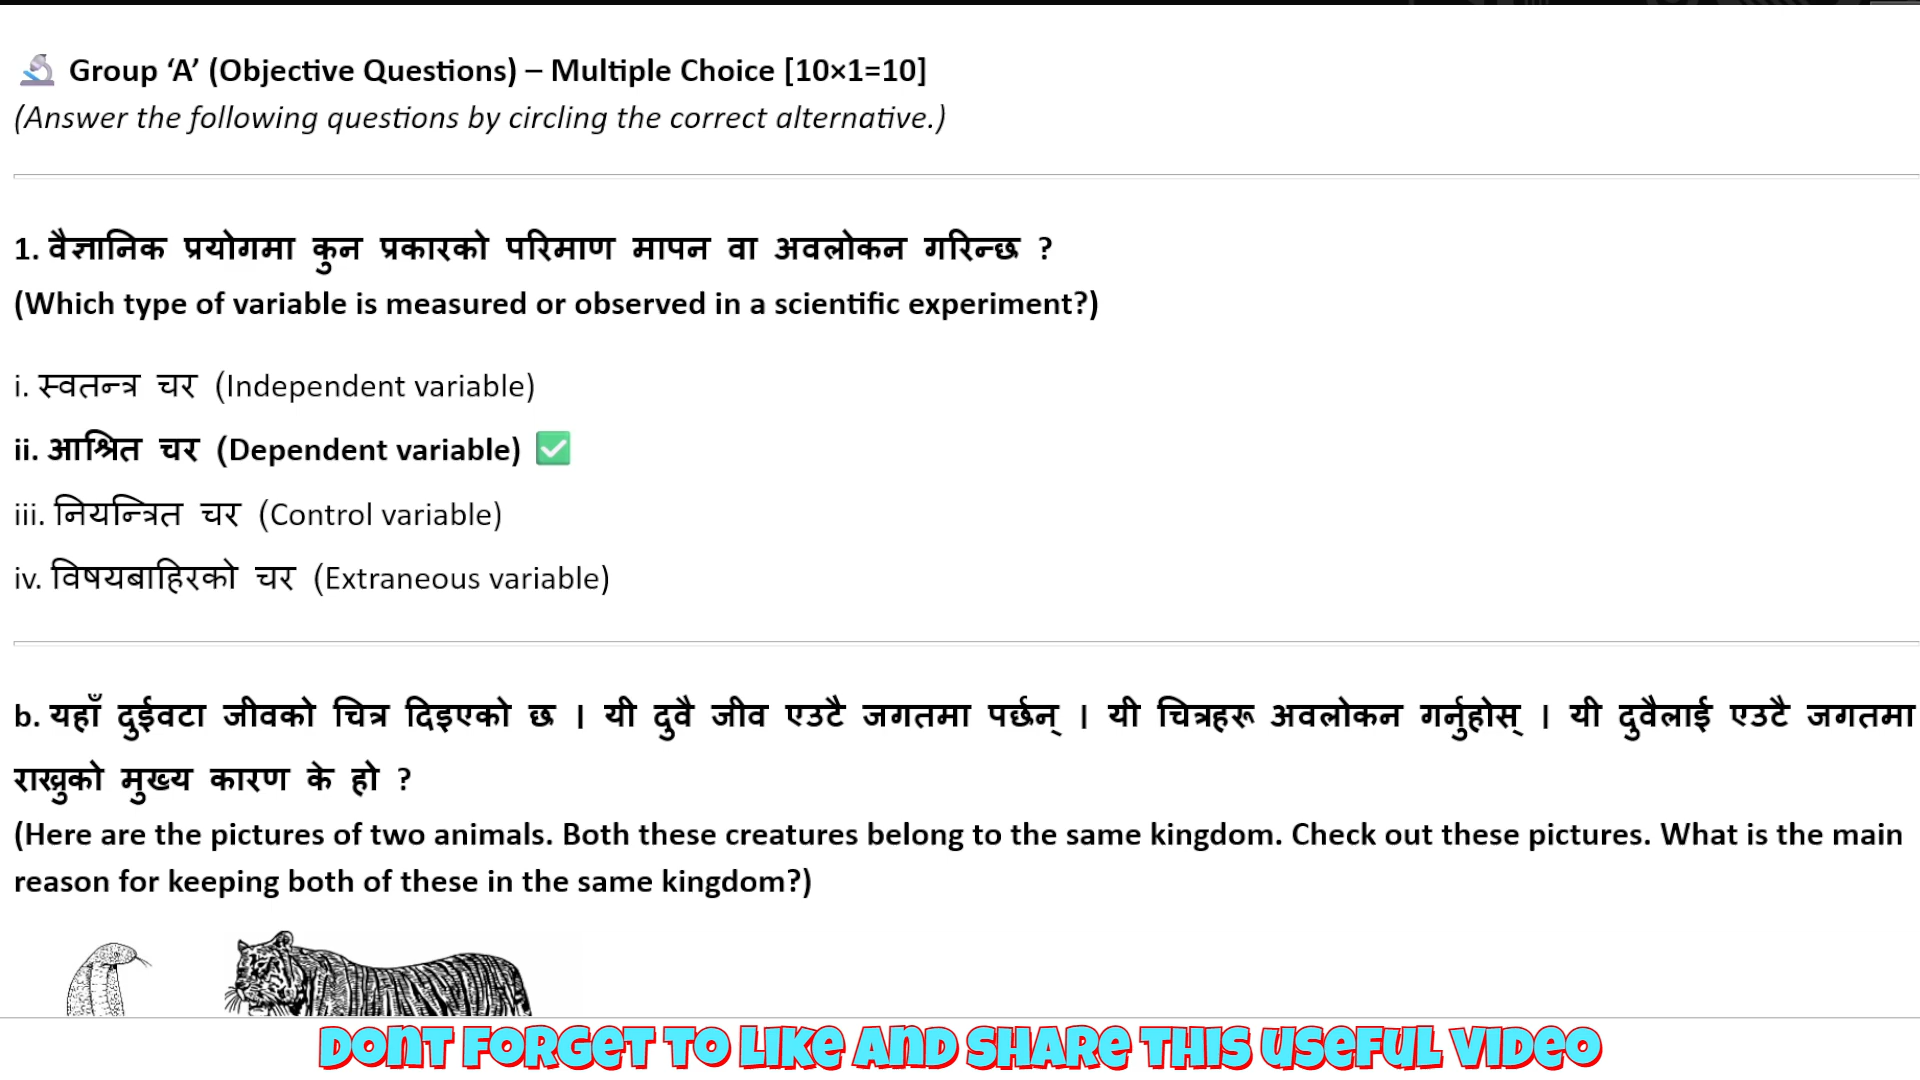 Group ‘A’ (Objective Questions) – Multiple Choice [10×1=10]
(Answer the following questions by circling the correct alternative.)
1. वैज्ञानिक प्रयोगमा कुन प्रकारको परिमाण मापन वा अवलोकन गरिन्छ ?
(Which type of variable is measured or observed in a scientific experiment?)
i. स्वतन्त्र चर (Independent variable)
ii. आश्रित चर (Dependent variable) ✅
iii. नियन्त्रित चर (Control variable)
iv. विषयबाहिरको चर (Extraneous variable)
b. यहाँ दुईवटा जीवको चित्र दिइएको छ । यी दुवै जीव एउटै जगतमा पर्छन् । यी चित्रहरू अवलोकन गर्नुहोस् । यी दुवैलाई एउटै जगतमा
राख्नुको मुख्य कारण के हो ?
(Here are the pictures of two animals. Both these creatures belong to the same kingdom. Check out these pictures. What is the main
reason for keeping both of these in the same kingdom?)
DONT FORGET TO LIKE AND SHARE THIS USEFUL VIDEO